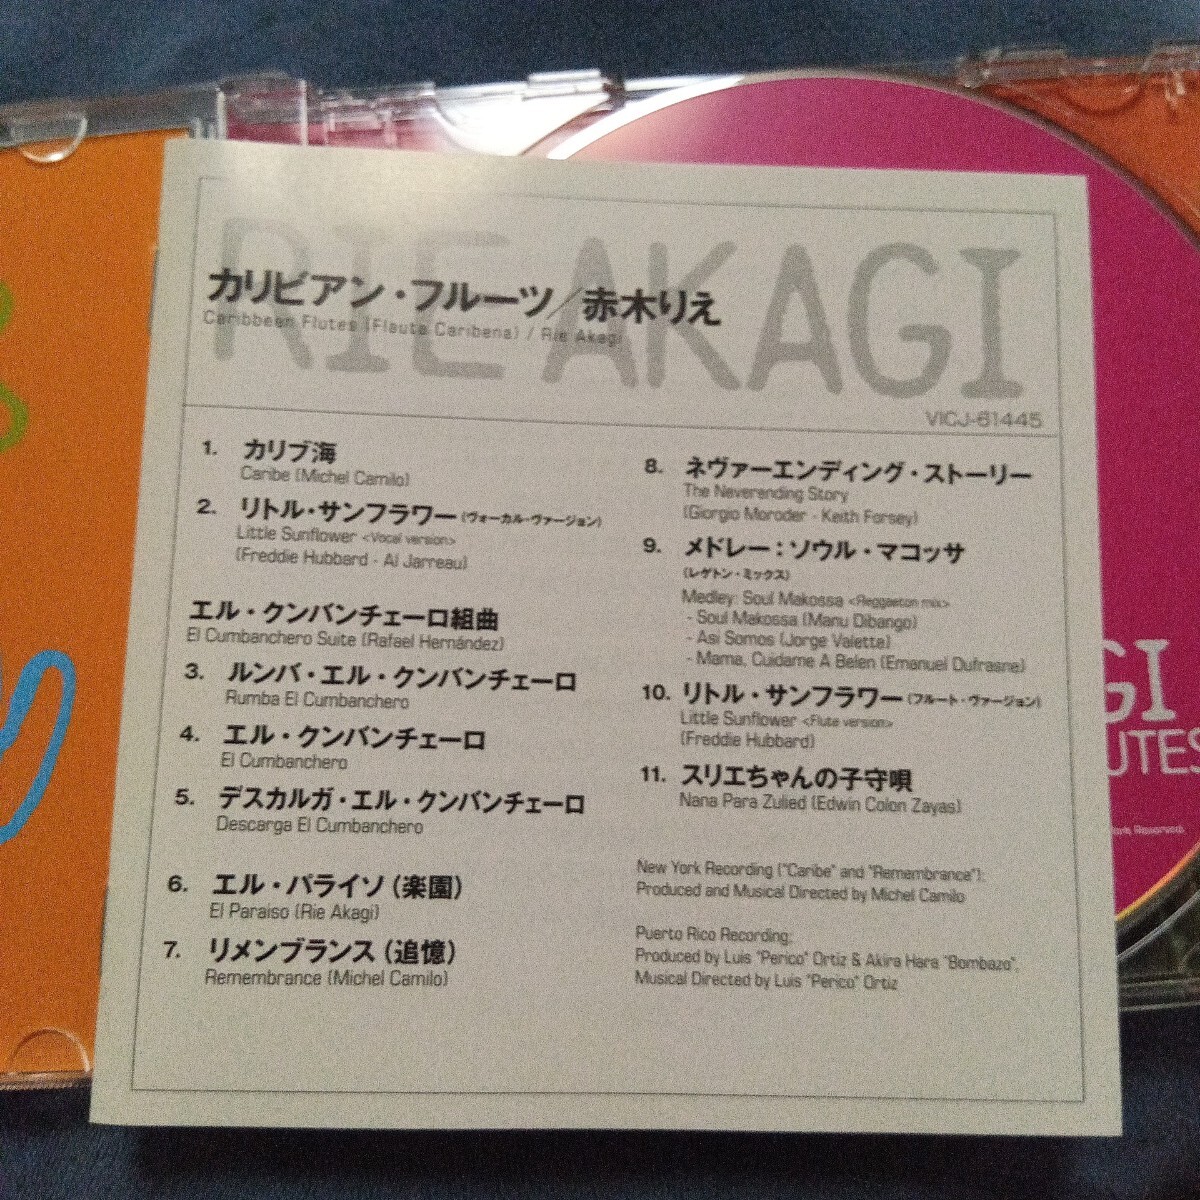 RIE AKAGI
カリビアン・フルーツ／赤木りえ
Caribbean Flutes (Flauta Caribena) / Rie Akagi
VICJ-61445
1. カリブ海
Caribe (Michel Camilo)
2. リトル・サンフラワー (ヴォーカル・ヴァージョン)
Little Sunflower <Vocal version>
(Freddie Hubbard - Al Jarreau)
エル・クンバンチェーロ組曲
El Cumbanchero Suite (Rafael Hernández)
3. ルンバ・エル・クンバンチェーロ
Rumba El Cumbanchero
4. エル・クンバンチェーロ
El Cumbanchero
5. デスカルガ・エル・クンバンチェーロ
Descarga El Cumbanchero
6. エル・パライソ (楽園)
El Paraiso (Rie Akagi)
7. リメンブランス (追憶)
Remembrance (Michel Camilo)
8. ネヴァーエンディング・ストーリー
The Neverending Story
(Giorgio Moroder - Keith Forsey)
9. メドレー：ソウル・マコッサ
(レゲトン・ミックス)
Medley: Soul Makossa <Reggaeton mix>
- Soul Makossa (Manu Dibango)
- Asi Somos (Jorge Valette)
- Mama, Cuidame A Belen (Emanuel Dufrasne)
10. リトル・サンフラワー (フルート・ヴァージョン)
Little Sunflower <Flute version>
(Freddie Hubbard)
11. スリエちゃんの子守唄
Nana Para Zulied (Edwin Colon Zayas)
New York Recording ("Caribe" and "Remembrance"):
Produced and Musical Directed by Michel Camilo
Puerto Rico Recording:
Produced by Luis "Perico" Ortiz & Akira Hara "Bombazo",
Musical Directed by Luis "Perico" Ortiz
GI
UTES